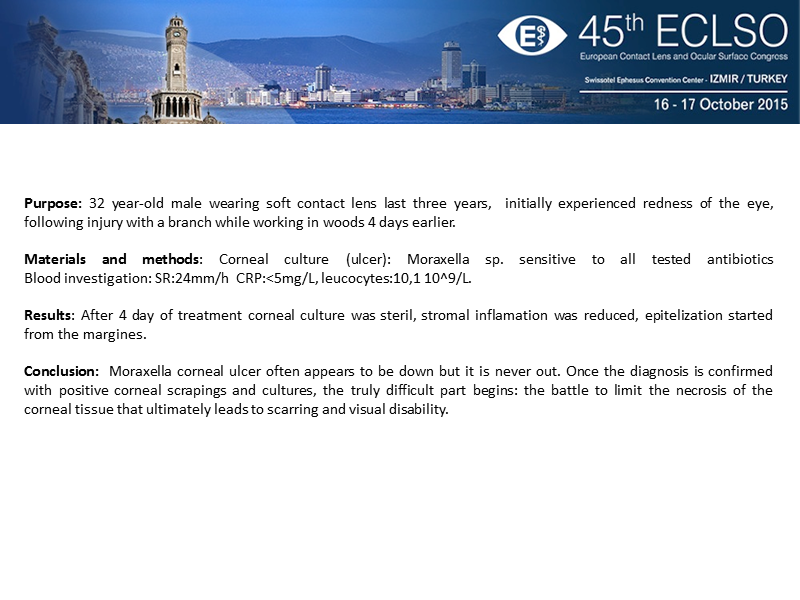 E
45th ECLSO
European Contact Lens and Ocular Surface Congress
Swissotel Ephesus Convention Center - IZMIR / TURKEY
16 - 17 October 2015
Purpose: 32 year-old male wearing soft contact lens last three years, initially experienced redness of the eye,
following injury with a branch while working in woods 4 days earlier.
Materials and methods: Corneal culture (ulcer): Moraxella sp. sensitive to all tested antibiotics
Blood investigation: SR:24mm/h CRP:<5mg/L, leucocytes:10,1 10^9/L.
Results: After 4 day of treatment corneal culture was steril, stromal inflamation was reduced, epitelization started
from the margines.
Conclusion: Moraxella corneal ulcer often appears to be down but it is never out. Once the diagnosis is confirmed
with positive corneal scrapings and cultures, the truly difficult part begins: the battle to limit the necrosis of the
corneal tissue that ultimately leads to scarring and visual disability.